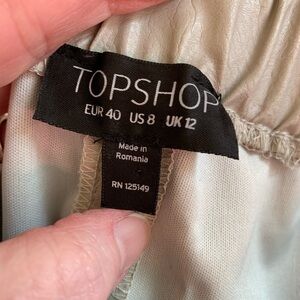 TOPSHOP
EUR 40 US 8 UK 12
Made in
Romania
RN 125149